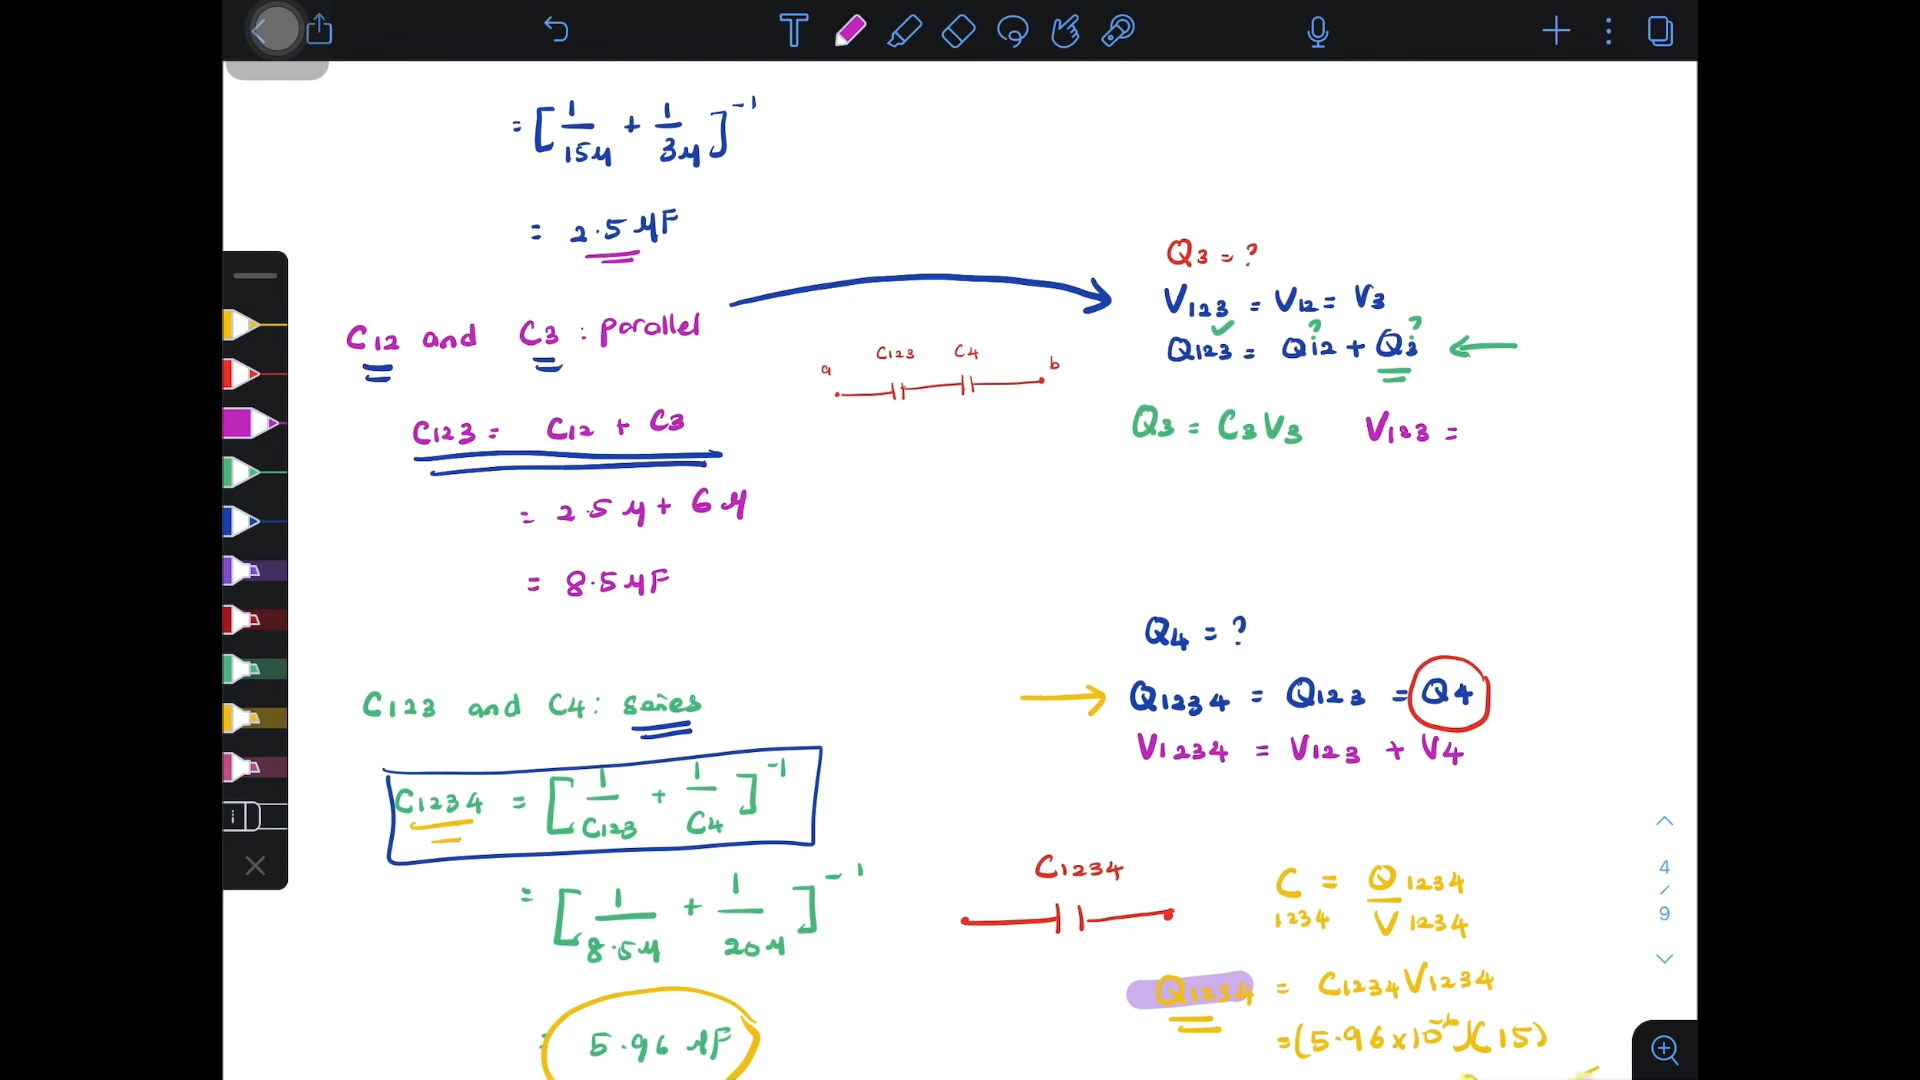 = [ 1/15μ + 1/3μ ]⁻¹
= 2.5 μF
C12 and C3 : parallel
C123 = C12 + C3
= 2.5 μ + 6 μ
= 8.5 μF
C123 and C4 : series
C1234 = [ 1/C123 + 1/C4 ]⁻¹
= [ 1/8.5μ + 1/20μ ]⁻¹
= 5.96 μF
a C123 C4 b
Q3 = ?
V123 = V12 = V3
✓ ? ?
Q123 = Q12 + Q3
Q3 = C3V3 V123 =
Q4 = ?
Q1234 = Q123 = Q4
V1234 = V123 + V4
C1234
C1234 = Q1234/V1234
Q1234 = C1234V1234
= (5.96 × 10⁻⁶)(15)
4
/
9